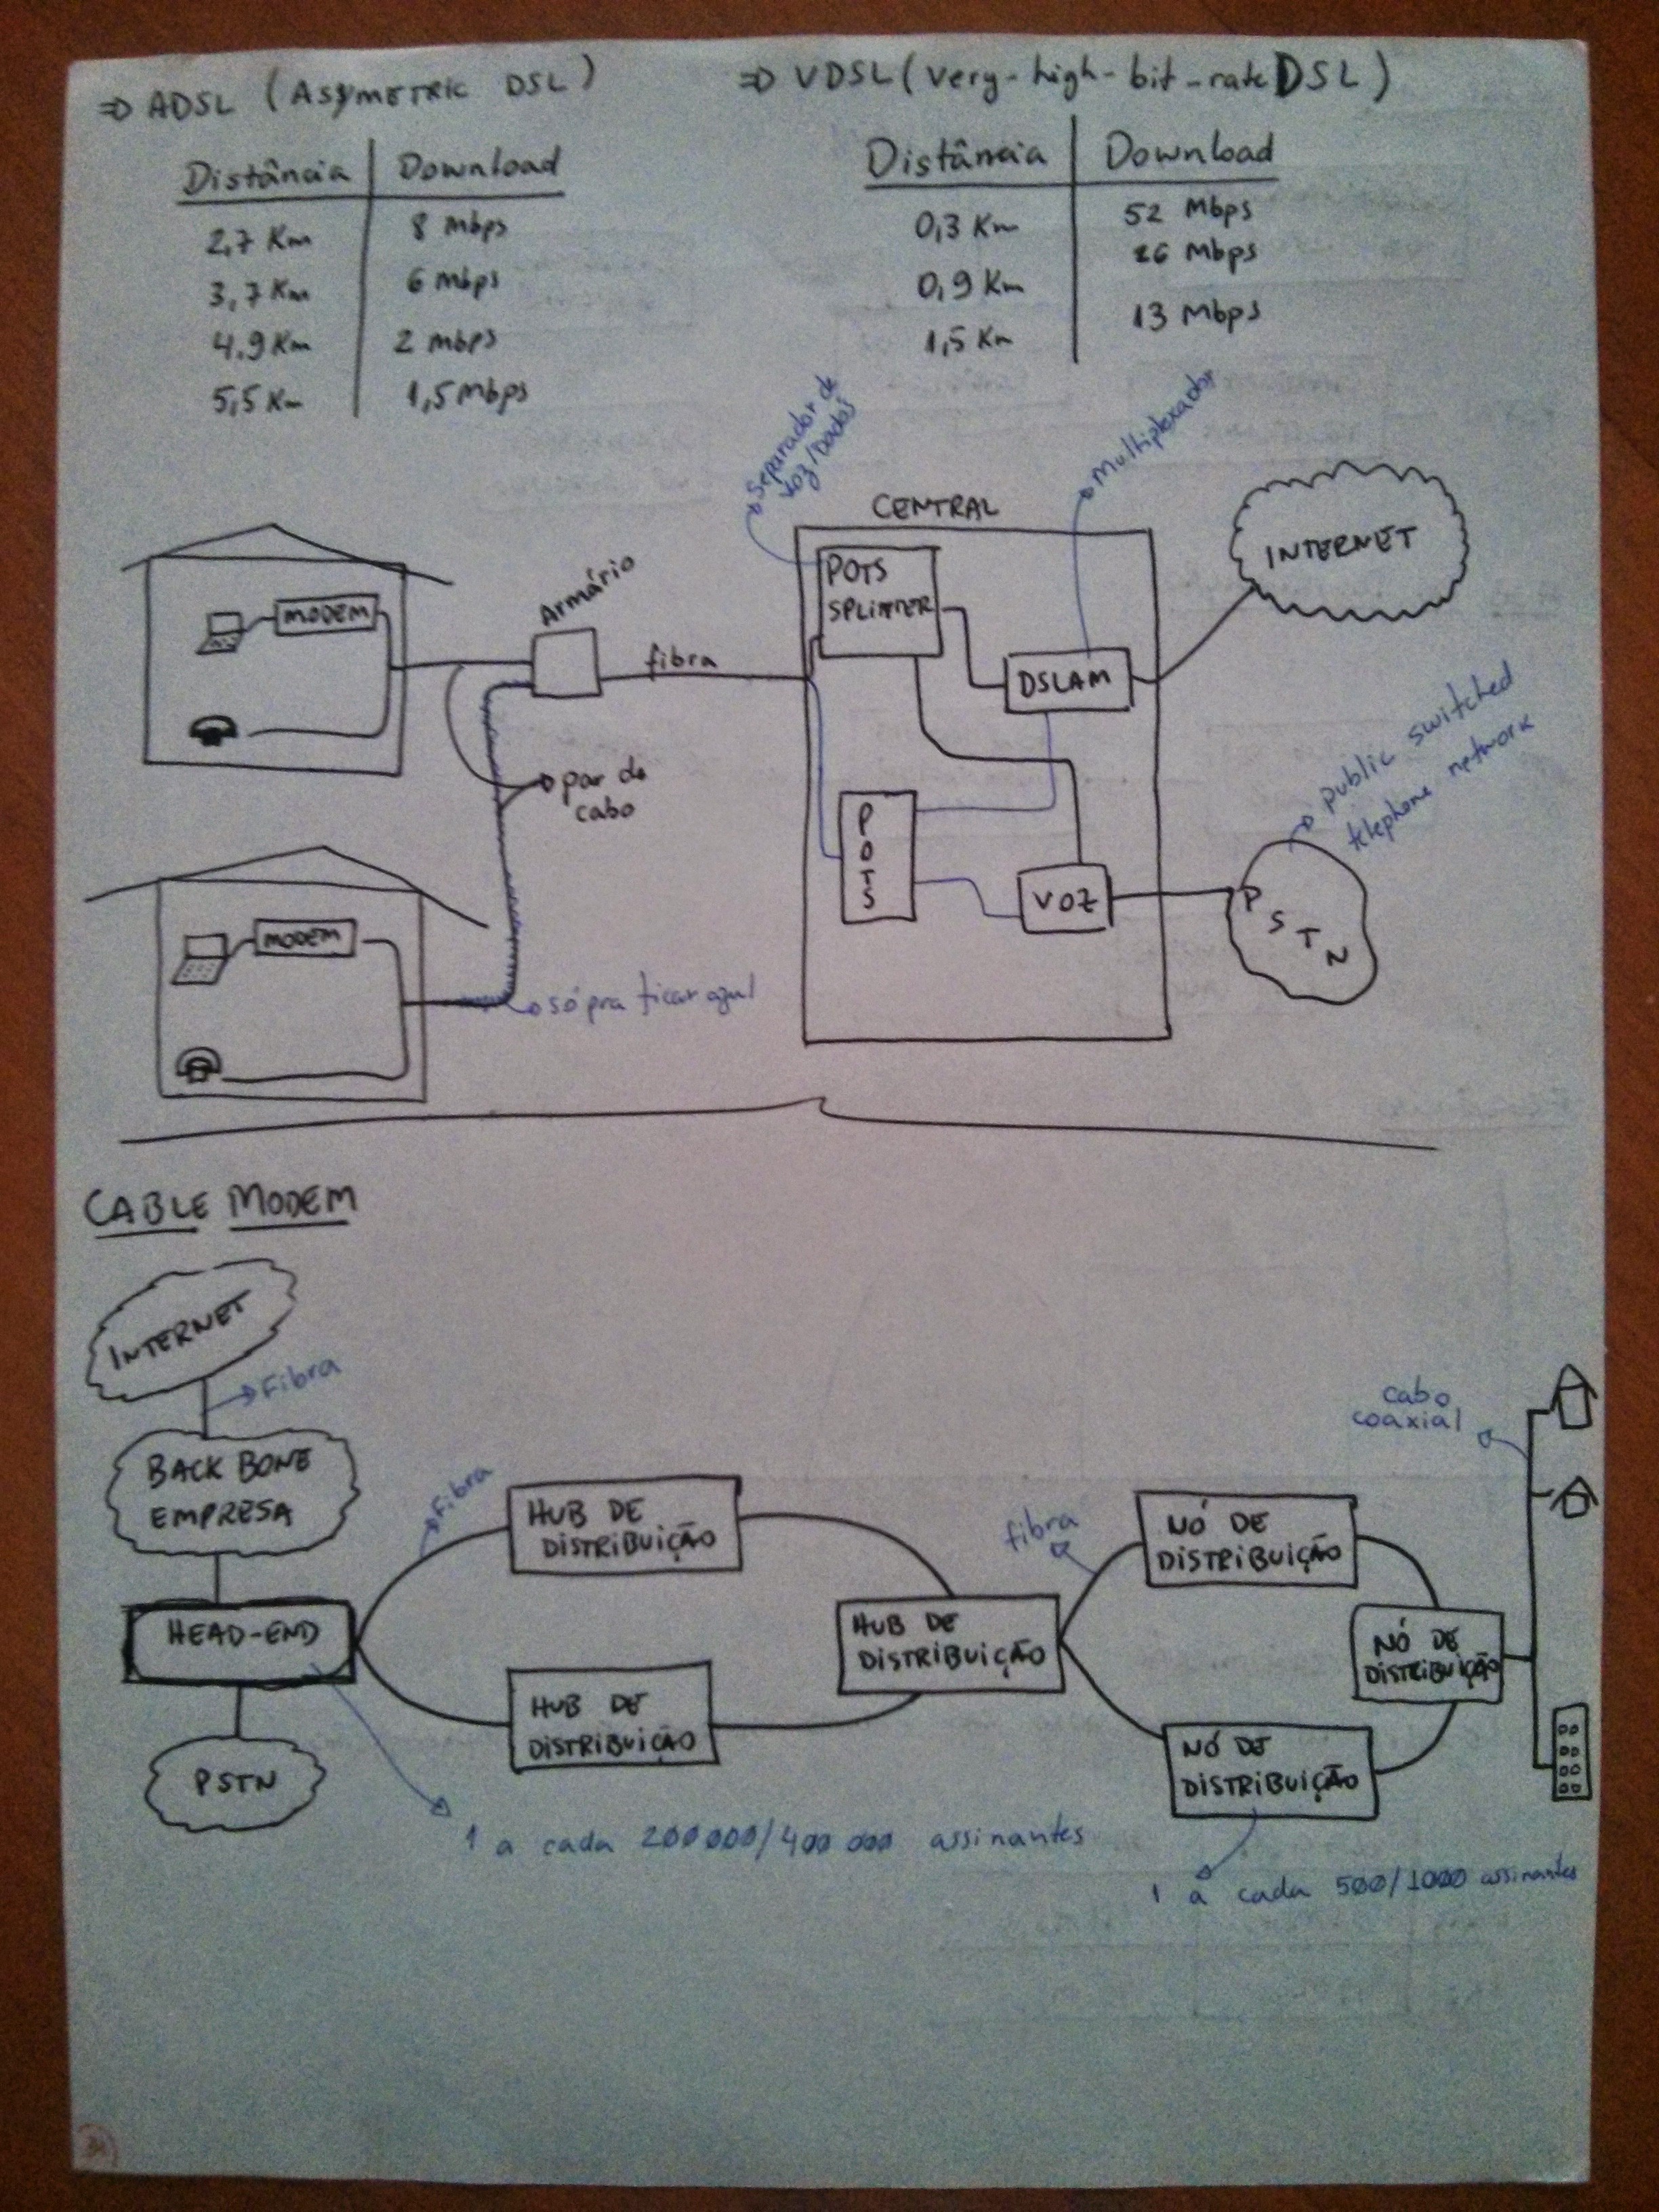 ⇒ ADSL (ASYMETRIC DSL)
Distância | Download
2,7 Km | 8 Mbps
3,7 Km | 6 Mbps
4,9 Km | 2 Mbps
5,5 Km | 1,5 Mbps
⇒ VDSL (very-high-bit-rate DSL)
Distância | Download
0,3 Km | 52 Mbps
0,9 Km | 26 Mbps
1,5 Km | 13 Mbps
Separador de
Voz/Dados
Multiplexador
CENTRAL
INTERNET
POTS
SPLITTER
MODEM
Armário
fibra
DSLAM
public switched
telephone network
par de
cabo
POTS
VOZ
PSTN
MODEM
só pra ficar azul
CABLE MODEM
INTERNET
Fibra
BACK BONE
EMPRESA
HEAD-END
PSTN
Fibra
HUB DE
DISTRIBUIÇÃO
HUB DE
DISTRIBUIÇÃO
HUB DE
DISTRIBUIÇÃO
fibra
NÓ DE
DISTRIBUIÇÃO
NÓ DE
DISTRIBUIÇÃO
NÓ DE
DISTRIBUIÇÃO
cabo
coaxial
1 a cada 200000/400 000 assinantes
1 a cada 500/1000 assinantes